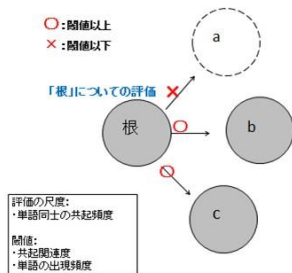 O:閾値以上
×:閾値以下
a
「根」についての評価
×
根
O
b
O
c
評価の尺度:
・単語同士の共起頻度
閾値:
・共起関連度
・単語の出現頻度